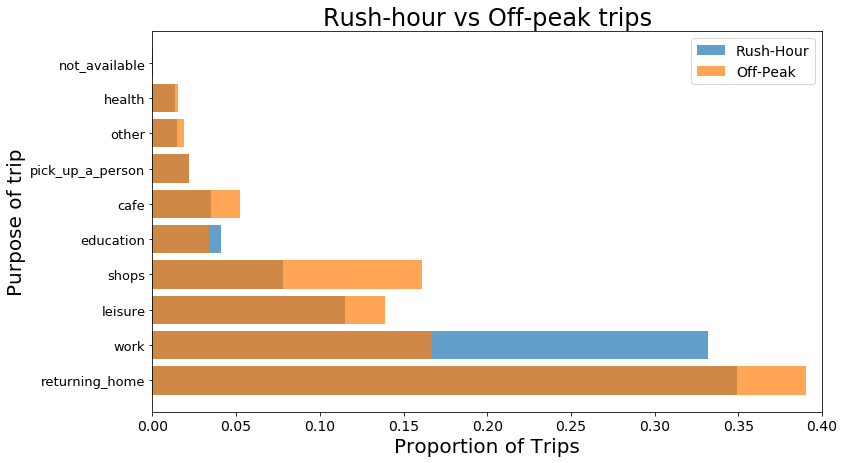 Rush-hour vs Off-peak trips
Rush-Hour
Off-Peak
Purpose of trip
not_available
health
other
pick_up_a_person
cafe
education
shops
leisure
work
returning_home
0.00 0.05 0.10 0.15 0.20 0.25 0.30 0.35 0.40
Proportion of Trips